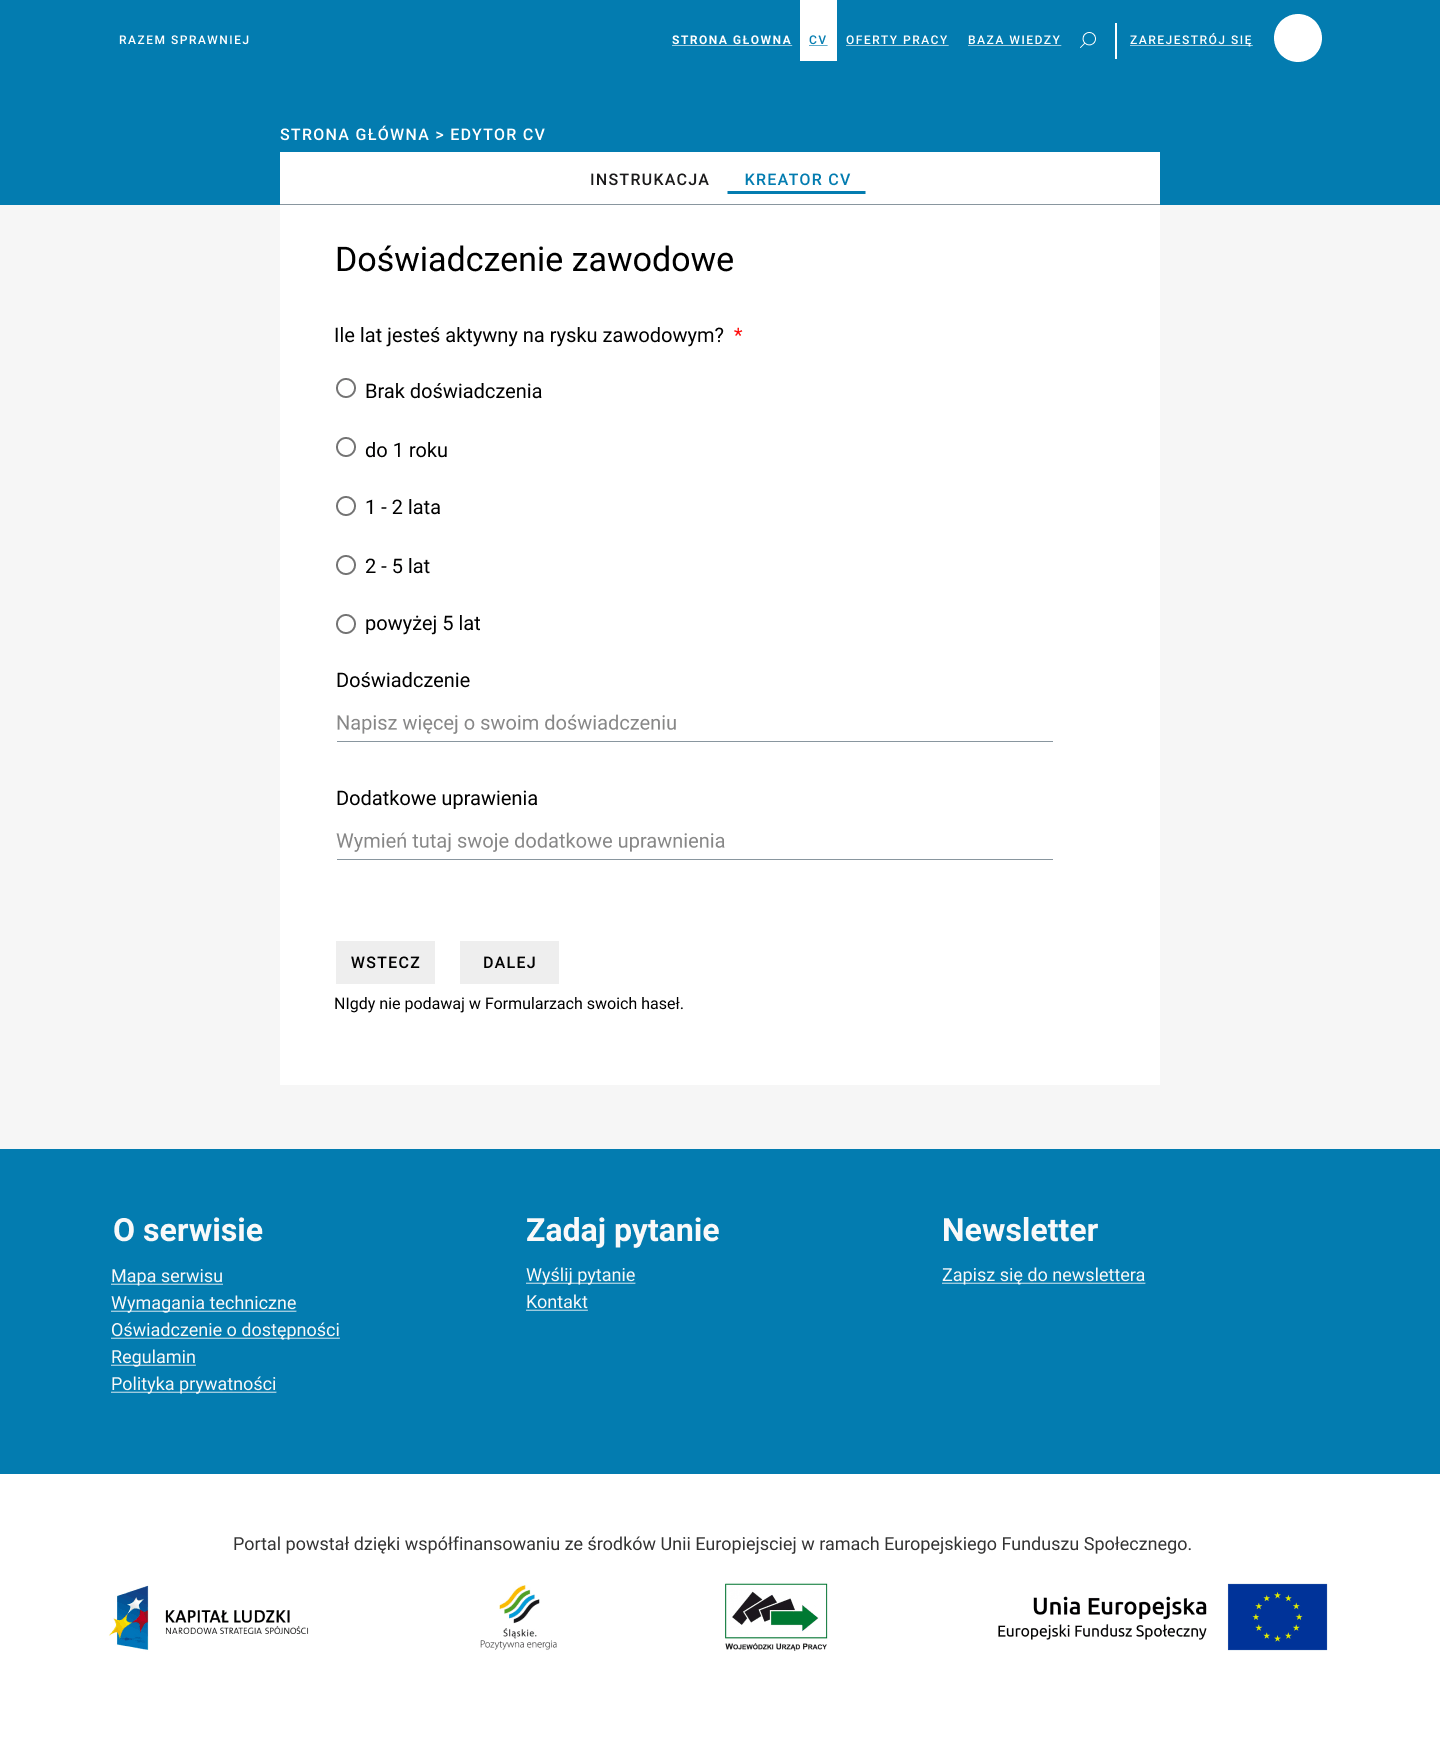 RAZEM SPRAWNIEJ
STRONA GŁOWNA CV OFERTY PRACY BAZA WIEDZY ZAREJESTRÓJ SIĘ
STRONA GŁÓWNA > EDYTOR CV
INSTRUKACJA KREATOR CV
Doświadczenie zawodowe
Ile lat jesteś aktywny na rysku zawodowym? *
Brak doświadczenia
do 1 roku
1 - 2 lata
2 - 5 lat
powyżej 5 lat
Doświadczenie
Napisz więcej o swoim doświadczeniu
Dodatkowe uprawienia
Wymień tutaj swoje dodatkowe uprawnienia
WSTECZ DALEJ
NIgdy nie podawaj w Formularzach swoich haseł.
O serwisie
Mapa serwisu
Wymagania techniczne
Oświadczenie o dostępności
Regulamin
Polityka prywatności
Zadaj pytanie
Wyślij pytanie
Kontakt
Newsletter
Zapisz się do newslettera
Portal powstał dzięki współfinansowaniu ze środków Unii Europiejsciej w ramach Europejskiego Funduszu Społecznego.
KAPITAŁ LUDZKI
NARODOWA STRATEGIA SPÓJNOŚCI
Śląskie.
Pozytywna energia
WOJEWÓDZKI URZĄD PRACY
Unia Europejska
Europejski Fundusz Społeczny